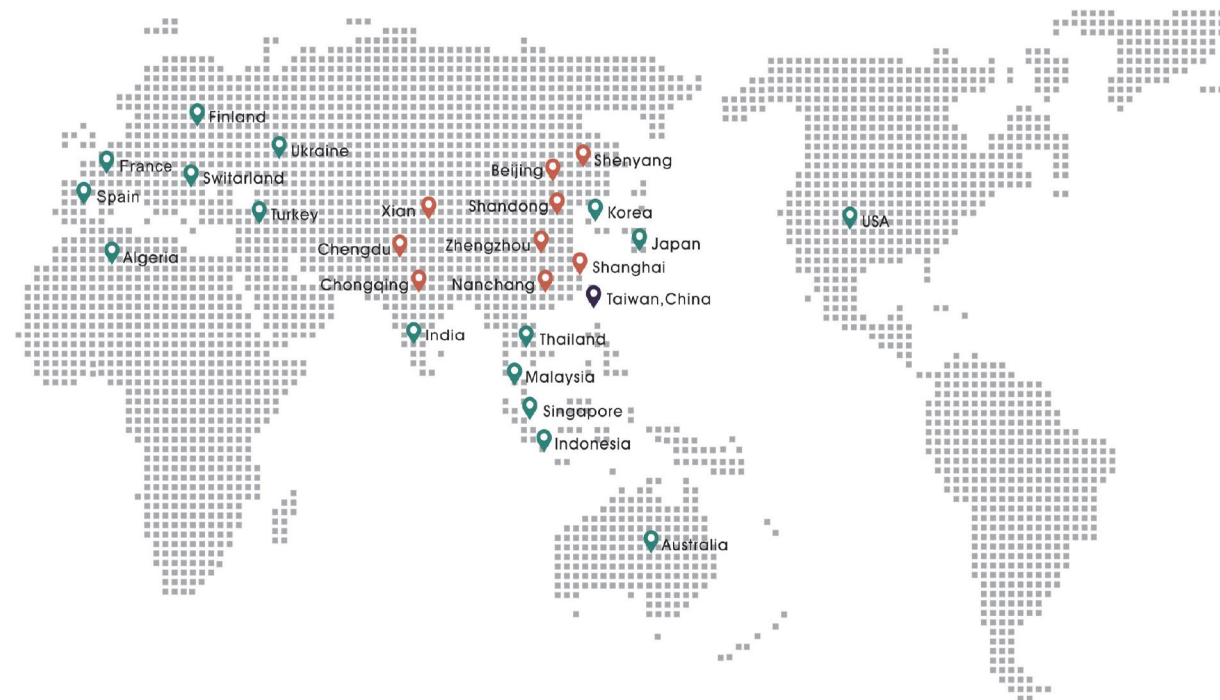 Finland
Ukraine
Shenyang
France
Beijing
Switarland
Spain
Shandong
Xian
Korea
Turkey
USA
Japan
Zhengzhou
Chengdu
Algeria
Shanghai
Chongqing
Nanchang
Taiwan,China
India
Thailand
Malaysia
Singapore
Indonesia
Australia